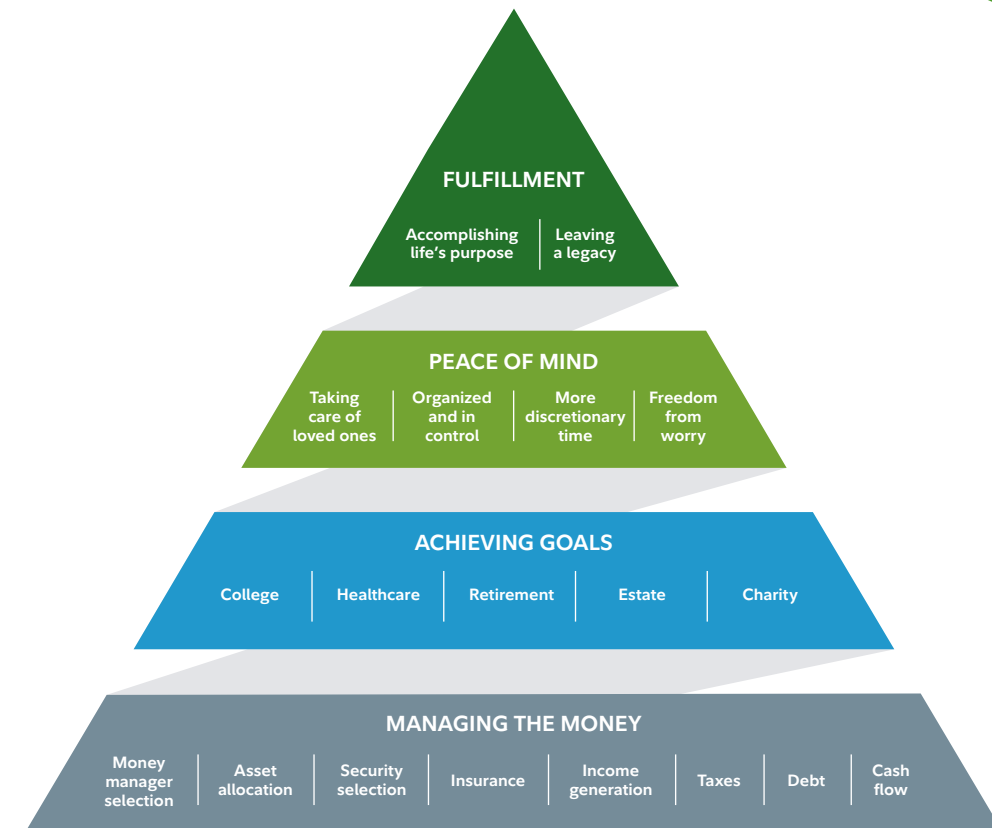 FULFILLMENT
Accomplishing
life’s purpose
Leaving
a legacy
PEACE OF MIND
Taking
care of
loved ones
Organized
and in
control
More
discretionary
time
Freedom
from
worry
ACHIEVING GOALS
College
Healthcare
Retirement
Estate
Charity
MANAGING THE MONEY
Money
manager
selection
Asset
allocation
Security
selection
Insurance
Income
generation
Taxes
Debt
Cash
flow